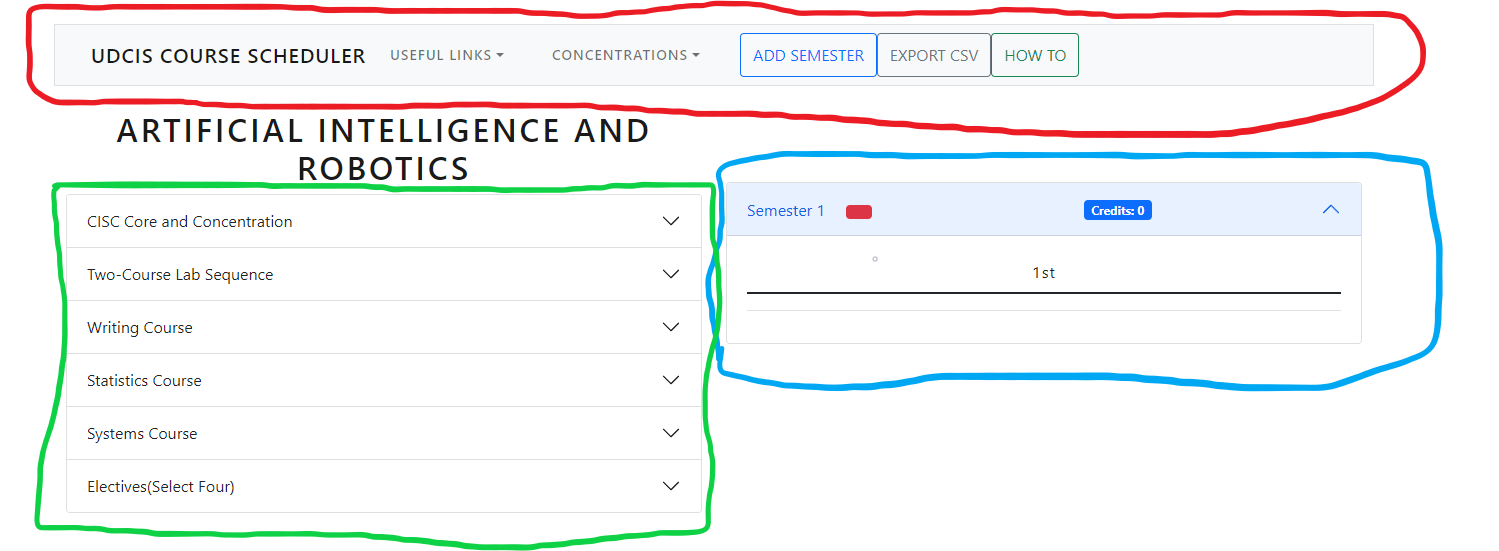 UDCIS COURSE SCHEDULER USEFUL LINKS CONCENTRATIONS ADD SEMESTER EXPORT CSV HOW TO
ARTIFICIAL INTELLIGENCE AND
ROBOTICS
CISC Core and Concentration
Two-Course Lab Sequence
Writing Course
Statistics Course
Systems Course
Electives(Select Four)
Semester 1 Credits: 0
1st